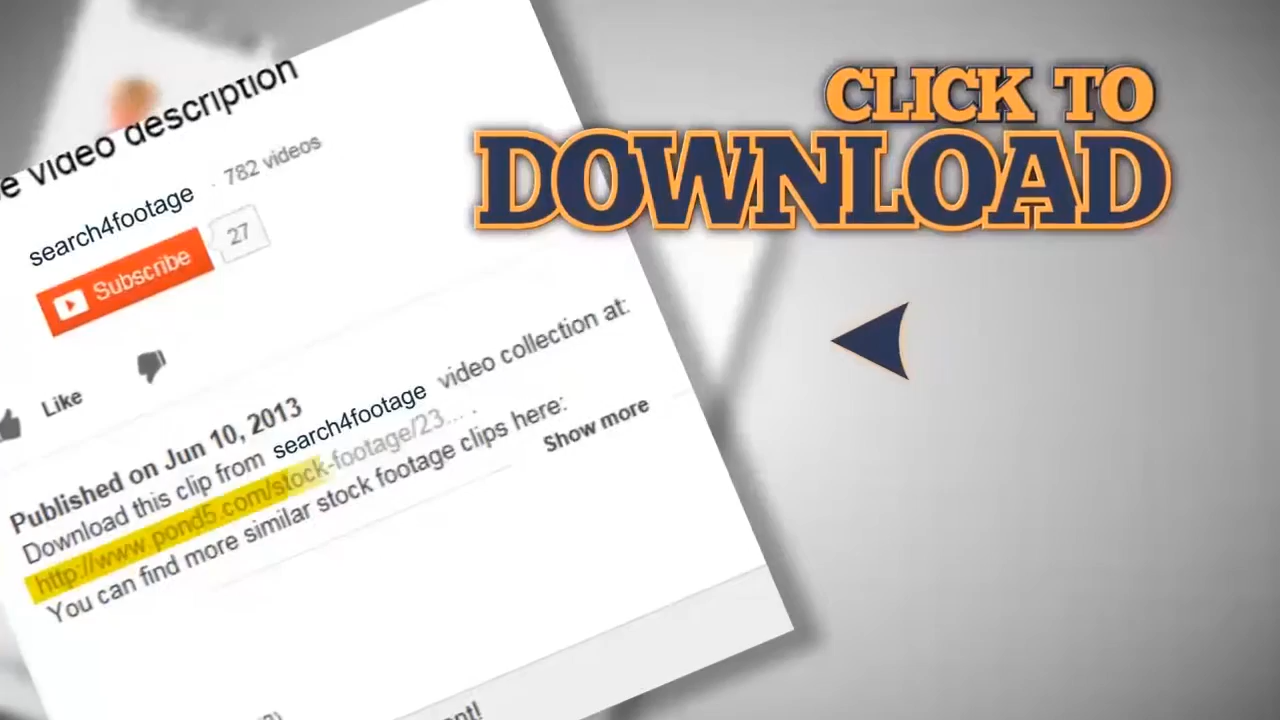 CLICK TO
DOWNLOAD
e video description
search4footage · 782 videos
Subscribe 27
Like
Published on Jun 10, 2013
Download this clip from search4footage video collection at:
http://www.pond5.com/stock-footage/23... .
You can find more similar stock footage clips here:
Show more